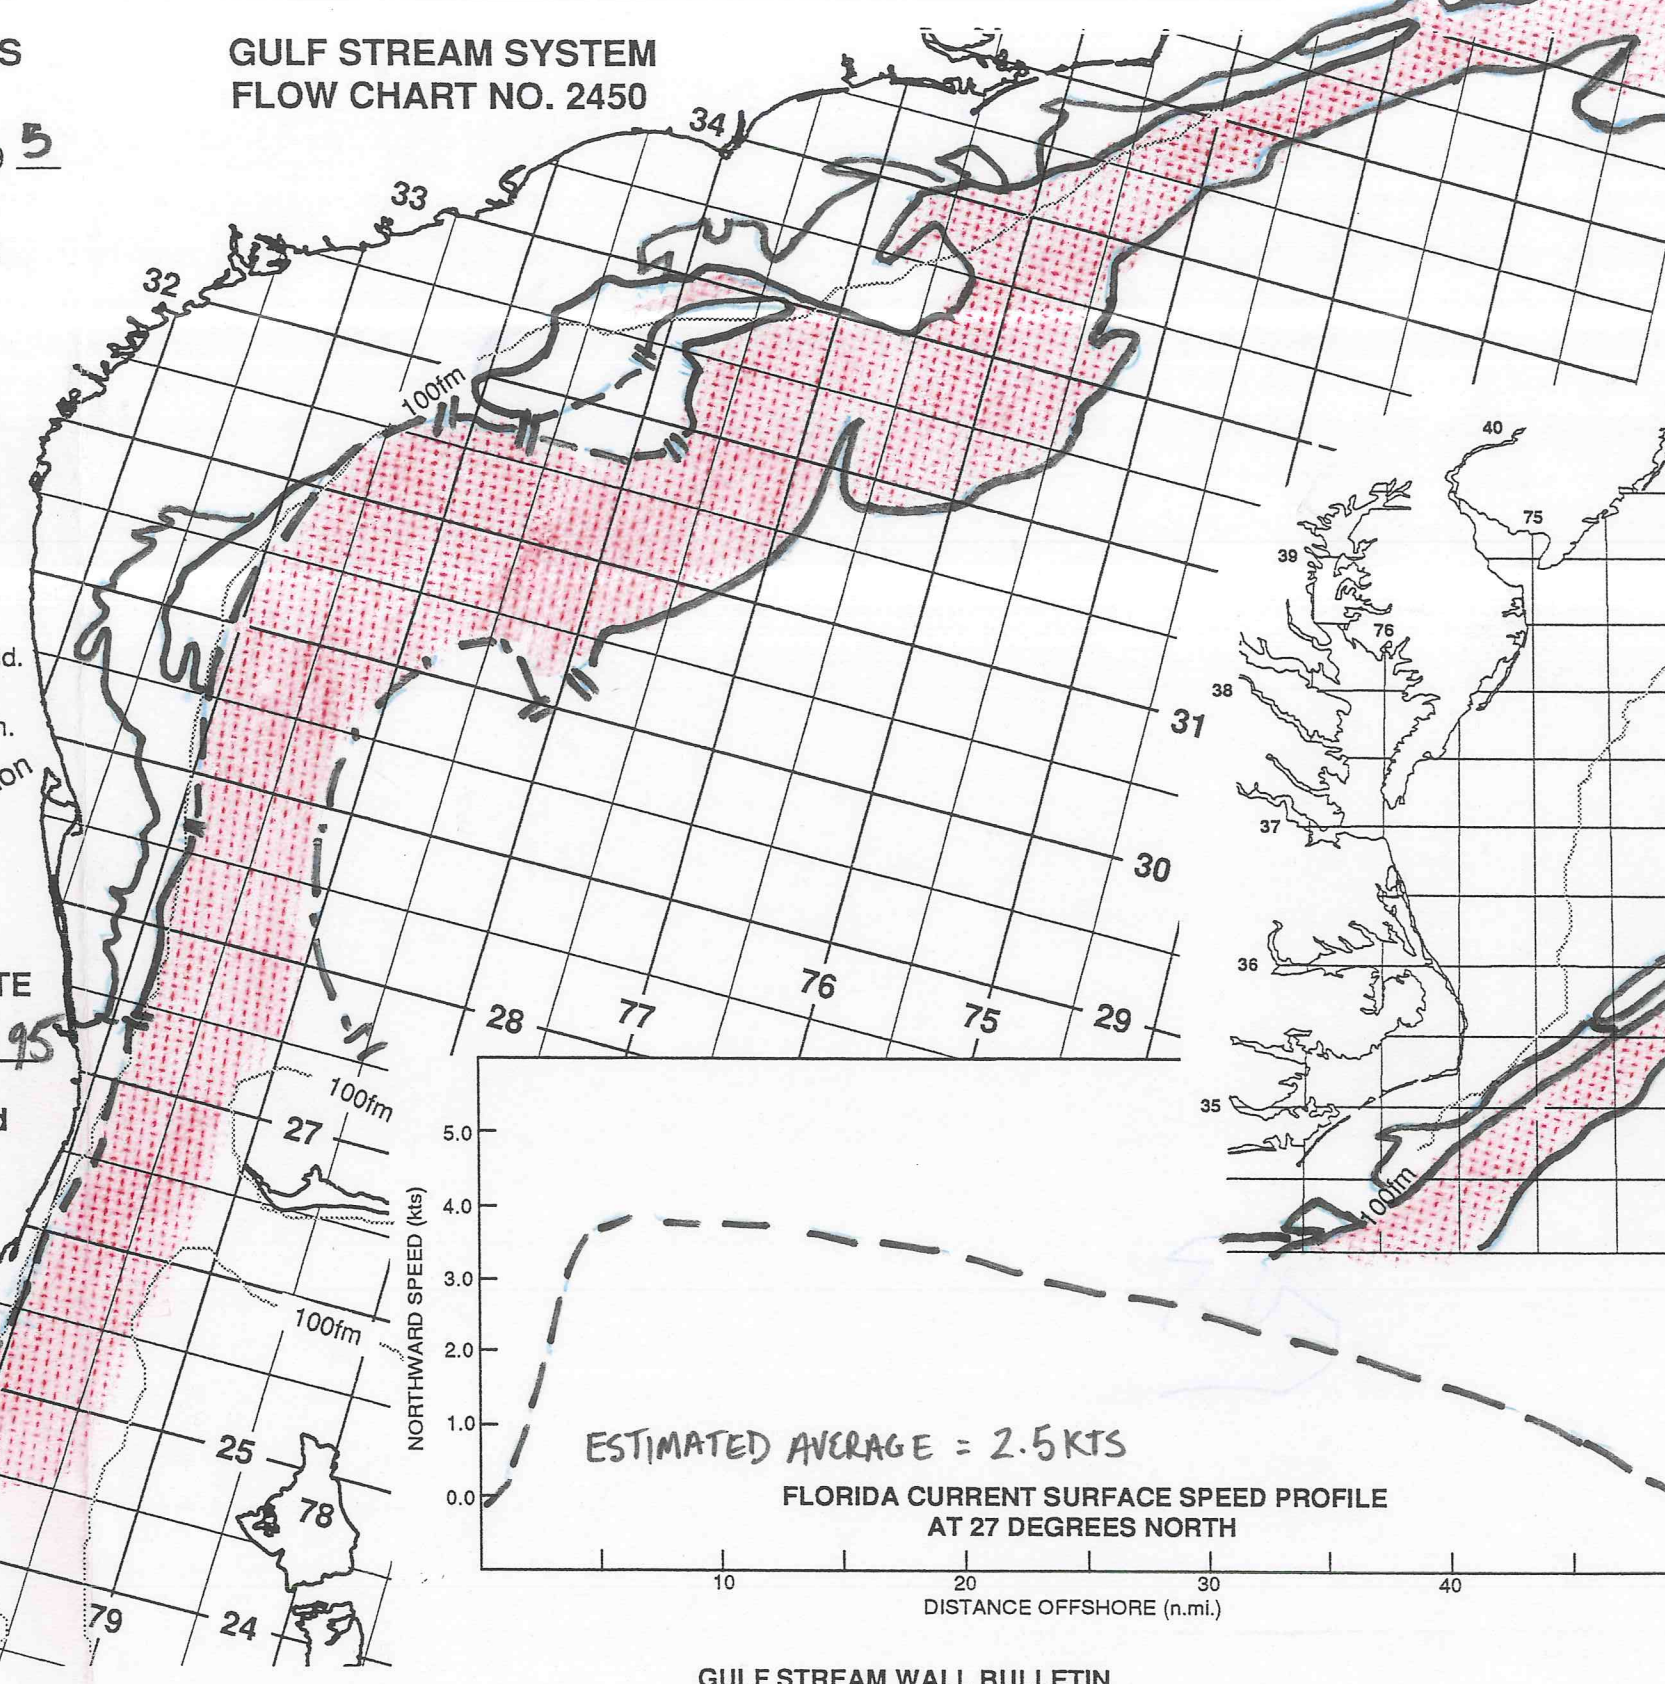 S
GULF STREAM SYSTEM
FLOW CHART NO. 2450
5
34
33
32
100fm
d.
on
TE
95
d
31
30
29
28
77
76
75
100fm
27
100fm
25
78
79
24
40
75
39
76
38
37
36
35
100fm
NORTHWARD SPEED (kts)
5.0
4.0
3.0
2.0
1.0
0.0
ESTIMATED AVERAGE = 2.5 KTS
FLORIDA CURRENT SURFACE SPEED PROFILE
AT 27 DEGREES NORTH
10
20
30
40
DISTANCE OFFSHORE (n.mi.)
GULF STREAM WALL BULLETIN